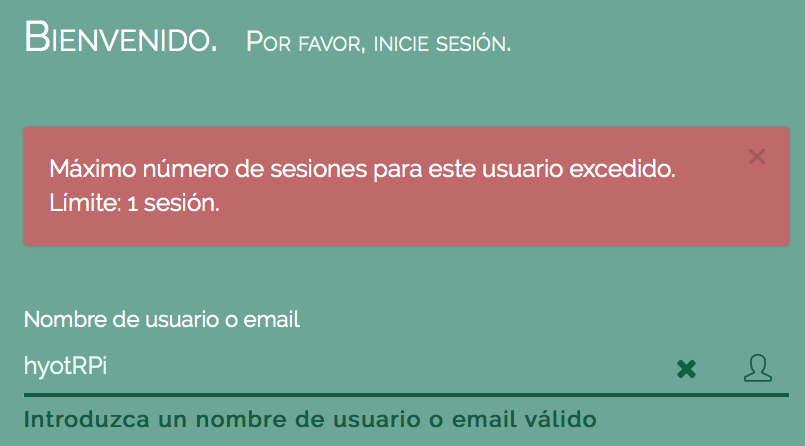 Bienvenido. Por favor, inicie sesión.
Máximo número de sesiones para este usuario excedido.
Límite: 1 sesión.
Nombre de usuario o email
hyotRPi
Introduzca un nombre de usuario o email válido